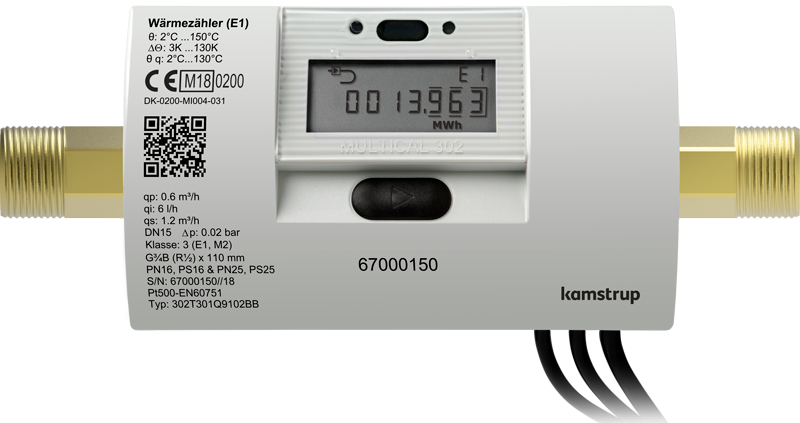 Wärmezähler (E1)
θ: 2°C ...150°C
ΔΘ: 3K ...130K
θ q: 2°C...130°C
CE M18 0200
DK-0200-MI004-031
E1
0013.963
MWh
MULTICAL 302
qp: 0.6 m³/h
qi: 6 l/h
qs: 1.2 m³/h
DN15 Δp: 0.02 bar
Klasse: 3 (E1, M2)
G¾B (R½) x 110 mm
PN16, PS16 & PN25, PS25
S/N: 67000150//18
Pt500-EN60751
Typ: 302T301Q9102BB
67000150
kamstrup